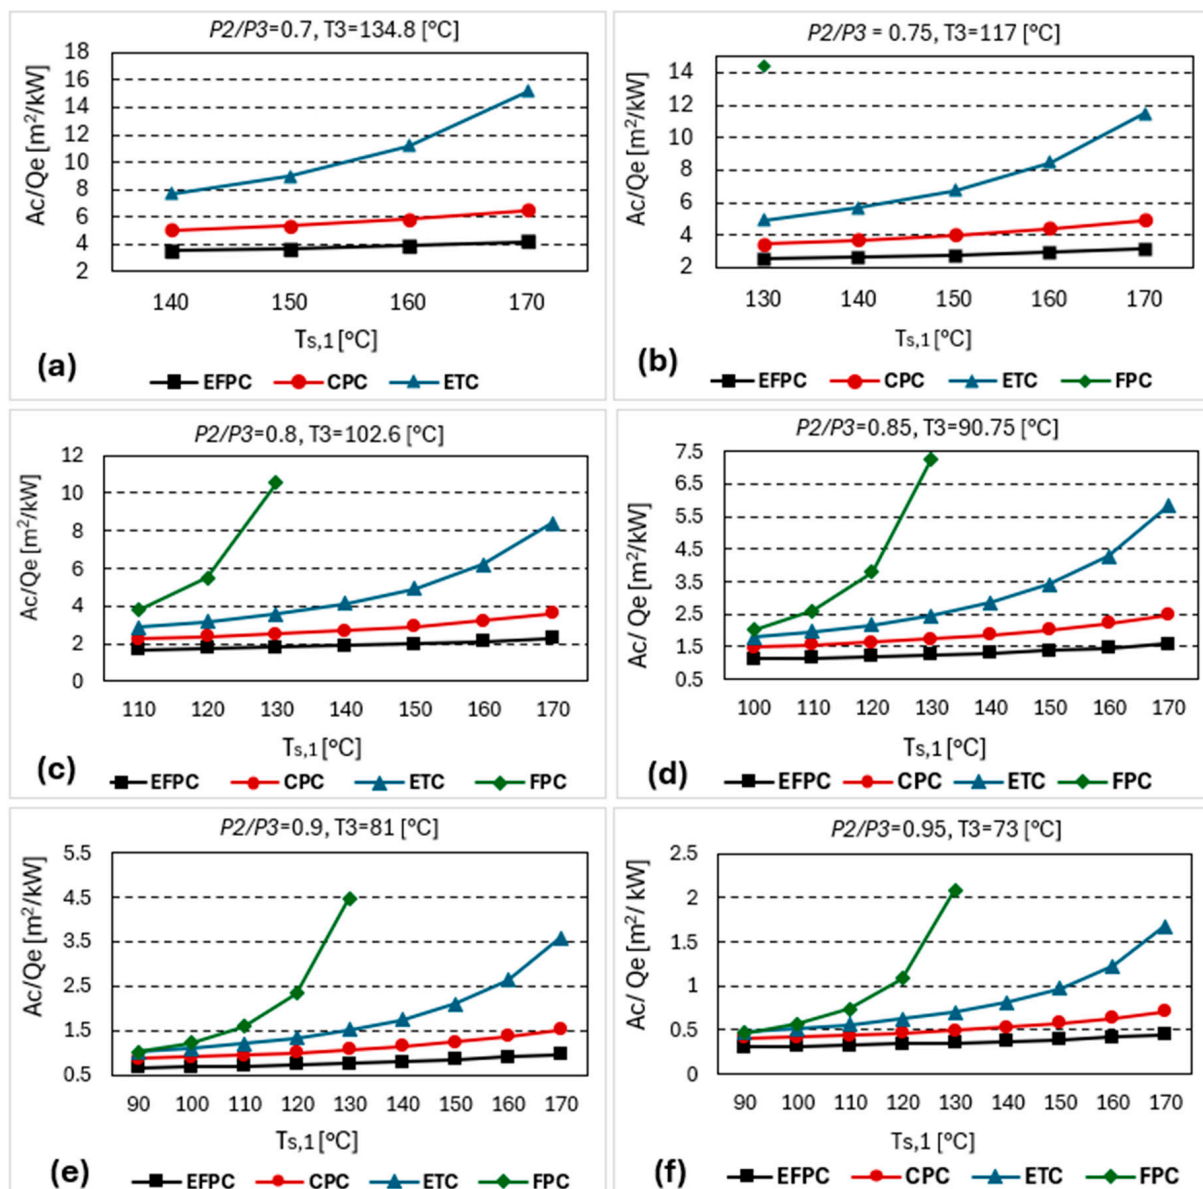 P2/P3=0.7, T3=134.8 [°C]
Ac/Qe [m²/kW]
18
16
14
12
10
8
6
4
2
140 150 160 170
Ts,1 [°C]
(a)
EFPC CPC ETC
P2/P3 = 0.75, T3=117 [°C]
Ac/Qe [m²/kW]
14
12
10
8
6
4
2
130 140 150 160 170
Ts,1 [°C]
(b)
EFPC CPC ETC FPC
P2/P3=0.8, T3=102.6 [°C]
Ac/Qe [m²/kW]
12
10
8
6
4
2
0
110 120 130 140 150 160 170
Ts,1 [°C]
(c)
EFPC CPC ETC FPC
P2/P3=0.85, T3=90.75 [°C]
Ac/ Qe [m²/kW]
7.5
6.5
5.5
4.5
3.5
2.5
1.5
0.5
100 110 120 130 140 150 160 170
Ts,1 [°C]
(d)
EFPC CPC ETC FPC
P2/P3=0.9, T3=81 [°C]
Ac/Qe [m²/kW]
5.5
4.5
3.5
2.5
1.5
0.5
90 100 110 120 130 140 150 160 170
Ts,1 [°C]
(e)
EFPC CPC ETC FPC
P2/P3=0.95, T3=73 [°C]
Ac/ Qe [m²/ kW]
2.5
2
1.5
1
0.5
0
90 100 110 120 130 140 150 160 170
Ts,1 [°C]
(f)
EFPC CPC ETC FPC